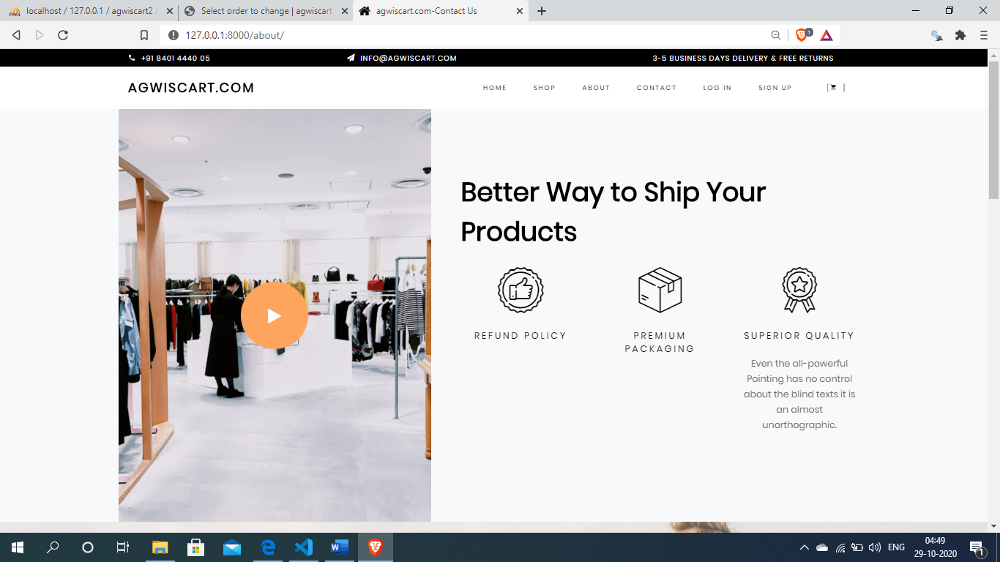 localhost / 127.0.0.1 / agwiscart2 /
Select order to change | agwiscart
agwiscart.com-Contact Us
127.0.0.1:8000/about/
1
+91 8401 4440 05
INFO@AGWISCART.COM
3-5 BUSINESS DAYS DELIVERY & FREE RETURNS
AGWISCART.COM
HOME
SHOP
ABOUT
CONTACT
LOG IN
SIGN UP
[ ]
Better Way to Ship Your
Products
REFUND POLICY
PREMIUM
PACKAGING
SUPERIOR QUALITY
Even the all-powerful
Pointing has no control
about the blind texts it is
an almost
unorthographic.
ENG
04:49
29-10-2020
1